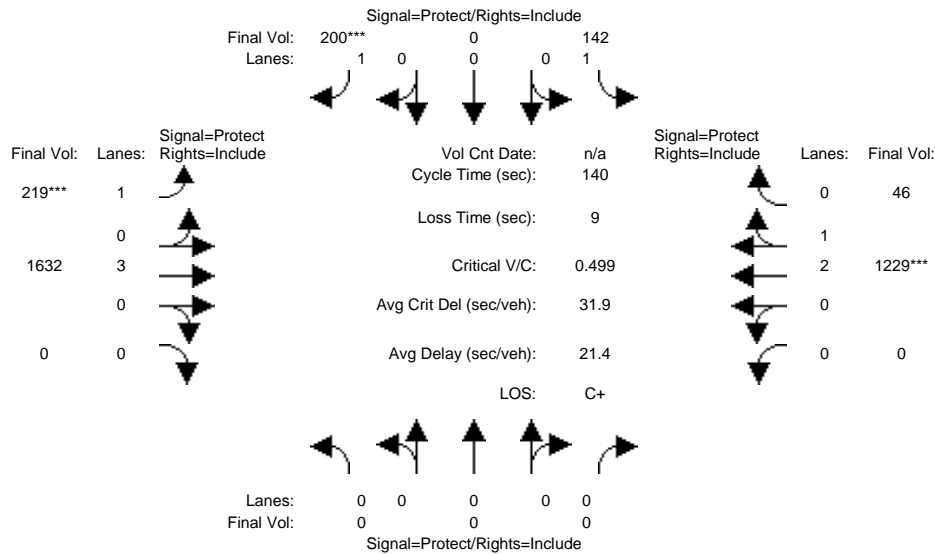 Signal=Protect/Rights=Include
Final Vol: 200*** 0 142
Lanes: 1 0 0 0 1
Signal=Protect
Final Vol: Lanes: Rights=Include
Vol Cnt Date: n/a
Signal=Protect
Rights=Include Lanes: Final Vol:
Cycle Time (sec): 140
219*** 1
0 46
Loss Time (sec): 9
0
1
1632 3
Critical V/C: 0.499
2 1229***
0
Avg Crit Del (sec/veh): 31.9
0
0 0
Avg Delay (sec/veh): 21.4
0 0
LOS: C+
Lanes: 0 0 0 0 0
Final Vol: 0 0 0
Signal=Protect/Rights=Include